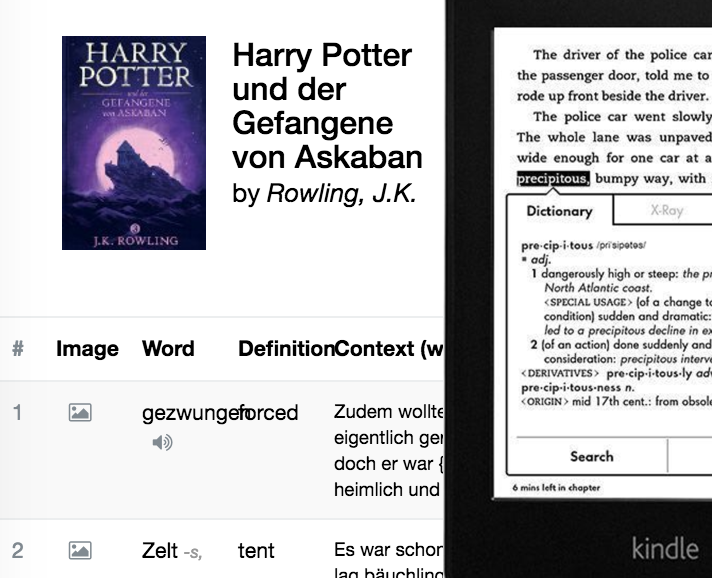 HARRY
POTTER
und der
GEFANGENE
von ASKABAN
J.K. ROWLING
Harry Potter
und der
Gefangene
von Askaban
by Rowling, J.K.
# Image Word Definition Context (w
1 gezwungen forced Zudem wollte
eigentlich ger
doch er war {
heimlich und
2 Zelt -s, tent Es war schor
lag bäuchling
The driver of the police car
the passenger door, told me to
rode up front beside the driver.
The police car went slowly
The whole lane was unpaved
wide enough for one car at a
precipitous, bumpy way, with
Dictionary X-Ray
pre·cip·i·tous /priˈsipətəs/
▪ adj.
1 dangerously high or steep: the pr
North Atlantic coast.
<SPECIAL USAGE> (of a change to
condition) sudden and dramatic:
led to a precipitous decline in ex
2 (of an action) done suddenly and
consideration: precipitous interve
<DERIVATIVES> pre·cip·i·tous·ly adv
pre·cip·i·tous·ness n.
<ORIGIN> mid 17th cent.: from obsole
Search
6 mins left in chapter
kindle